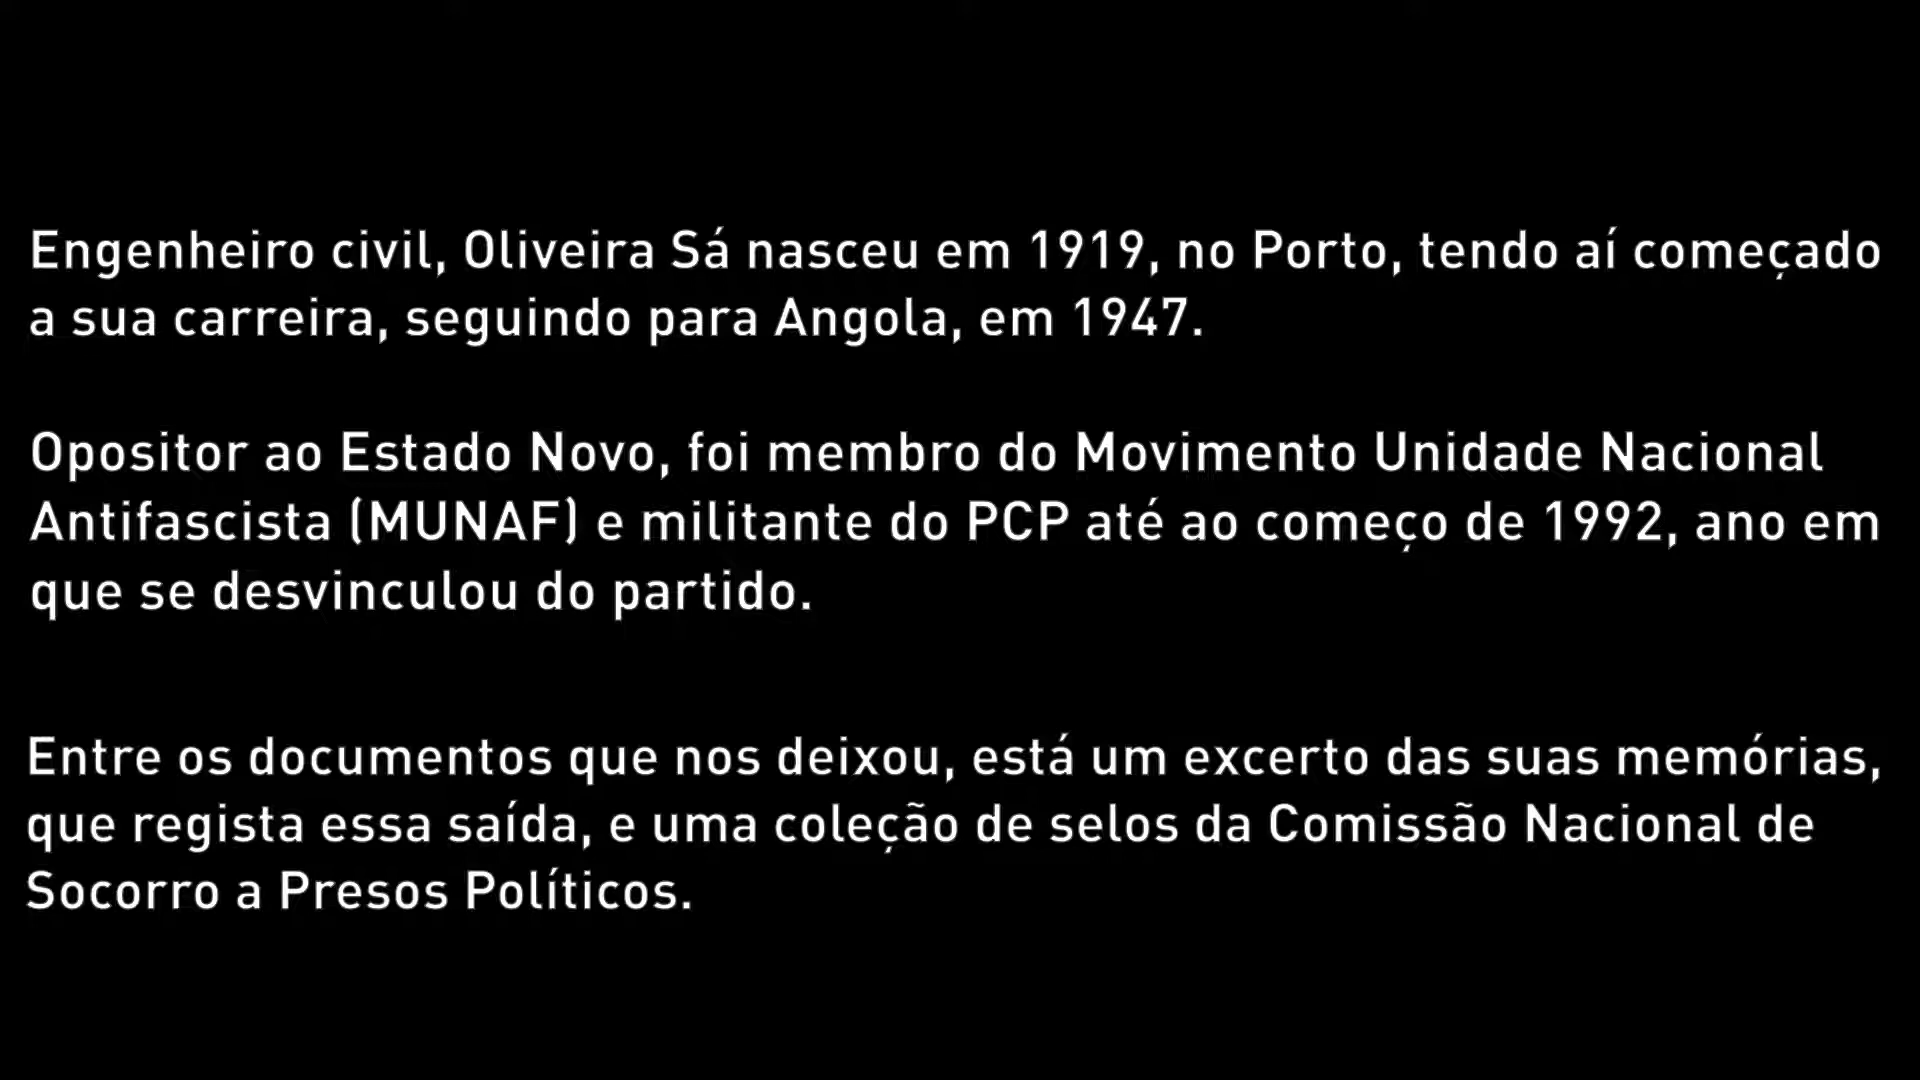 Engenheiro civil, Oliveira Sá nasceu em 1919, no Porto, tendo aí começado
a sua carreira, seguindo para Angola, em 1947.
Opositor ao Estado Novo, foi membro do Movimento Unidade Nacional
Antifascista (MUNAF) e militante do PCP até ao começo de 1992, ano em
que se desvinculou do partido.
Entre os documentos que nos deixou, está um excerto das suas memórias,
que regista essa saída, e uma coleção de selos da Comissão Nacional de
Socorro a Presos Políticos.